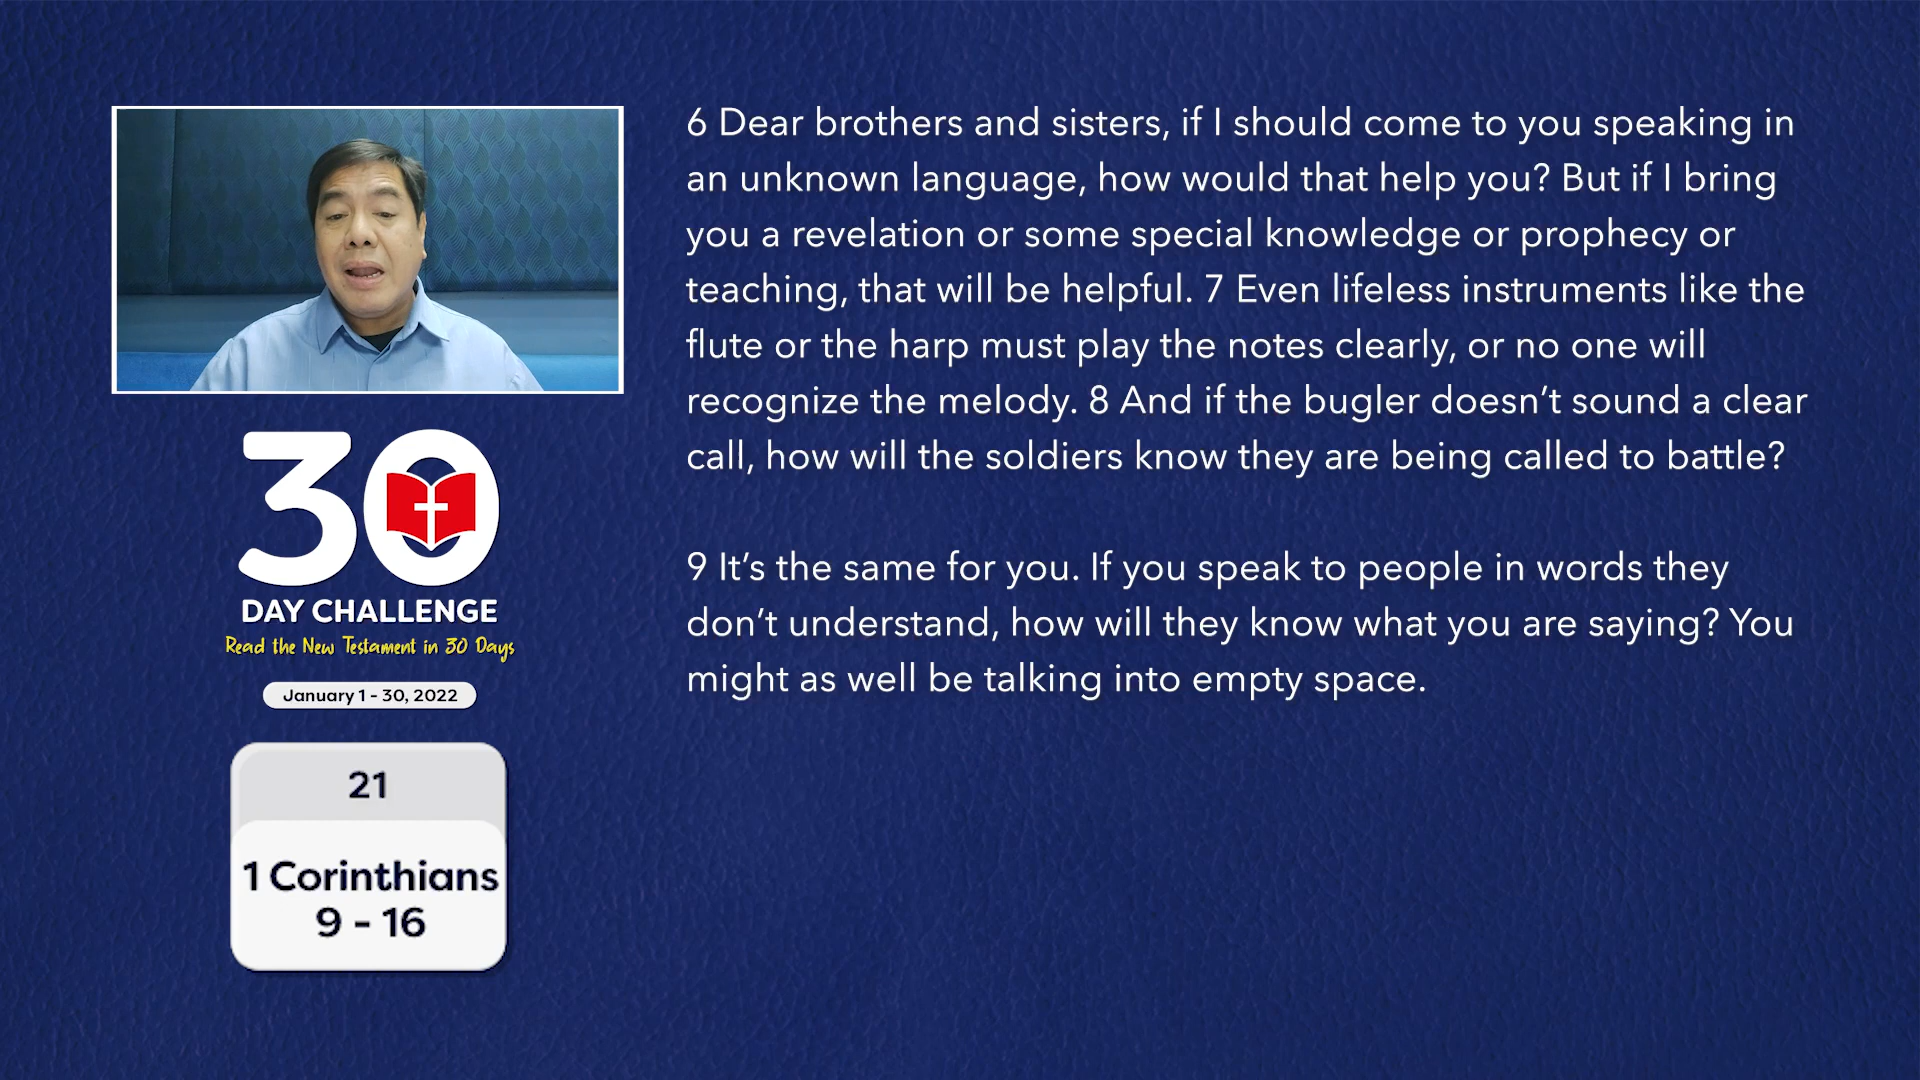 6 Dear brothers and sisters, if I should come to you speaking in
an unknown language, how would that help you? But if I bring
you a revelation or some special knowledge or prophecy or
teaching, that will be helpful. 7 Even lifeless instruments like the
flute or the harp must play the notes clearly, or no one will
recognize the melody. 8 And if the bugler doesn’t sound a clear
call, how will the soldiers know they are being called to battle?
9 It’s the same for you. If you speak to people in words they
don’t understand, how will they know what you are saying? You
might as well be talking into empty space.
30
DAY CHALLENGE
Read the New Testament in 30 Days
January 1 - 30, 2022
21
1 Corinthians
9 - 16